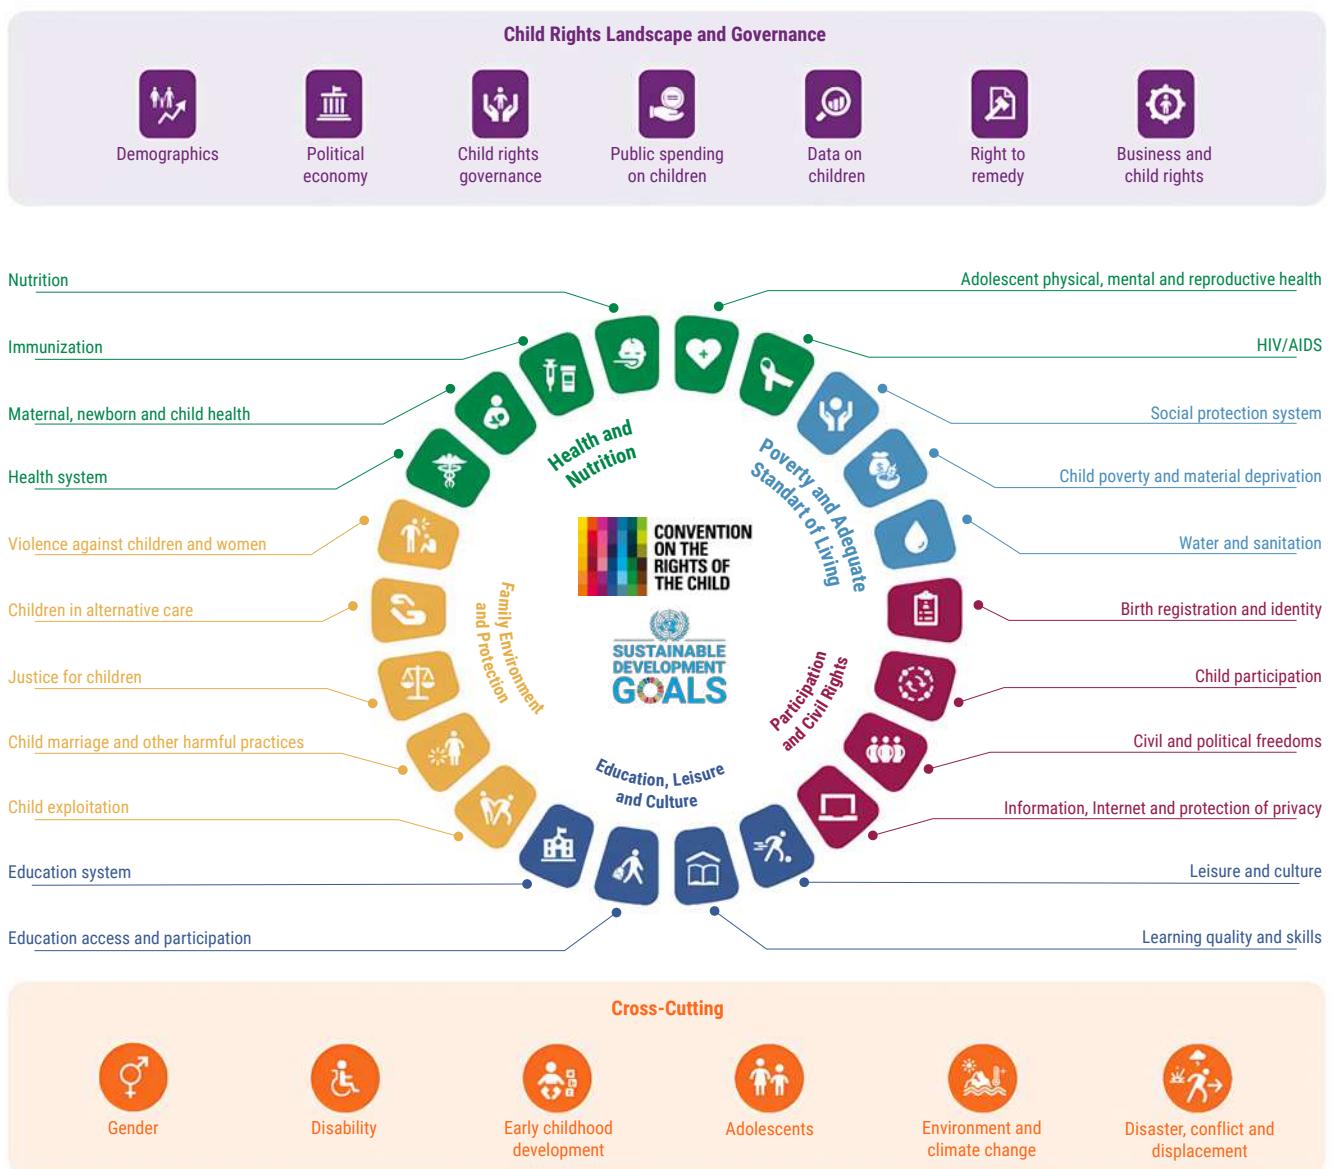 Child Rights Landscape and Governance
Demographics
Political
economy
Child rights
governance
Public spending
on children
Data on
children
Right to
remedy
Business and
child rights
Nutrition
Immunization
Maternal, newborn and child health
Health system
Violence against children and women
Children in alternative care
Justice for children
Child marriage and other harmful practices
Child exploitation
Education system
Education access and participation
Adolescent physical, mental and reproductive health
HIV/AIDS
Social protection system
Child poverty and material deprivation
Water and sanitation
Birth registration and identity
Child participation
Civil and political freedoms
Information, Internet and protection of privacy
Leisure and culture
Learning quality and skills
Health and
Nutrition
Poverty and Adequate
Standart of Living
Family Environment
and Protection
Participation
and Civil Rights
Education, Leisure
and Culture
CONVENTION
ON THE
RIGHTS OF
THE CHILD
SUSTAINABLE
DEVELOPMENT
GOALS
Cross-Cutting
Gender
Disability
Early childhood
development
Adolescents
Environment and
climate change
Disaster, conflict and
displacement